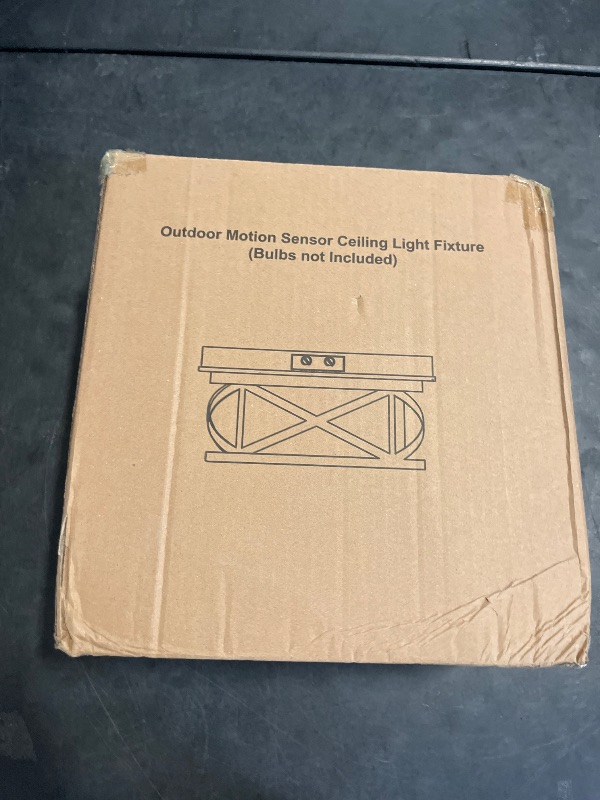 Outdoor Motion Sensor Ceiling Light Fixture
(Bulbs not Included)